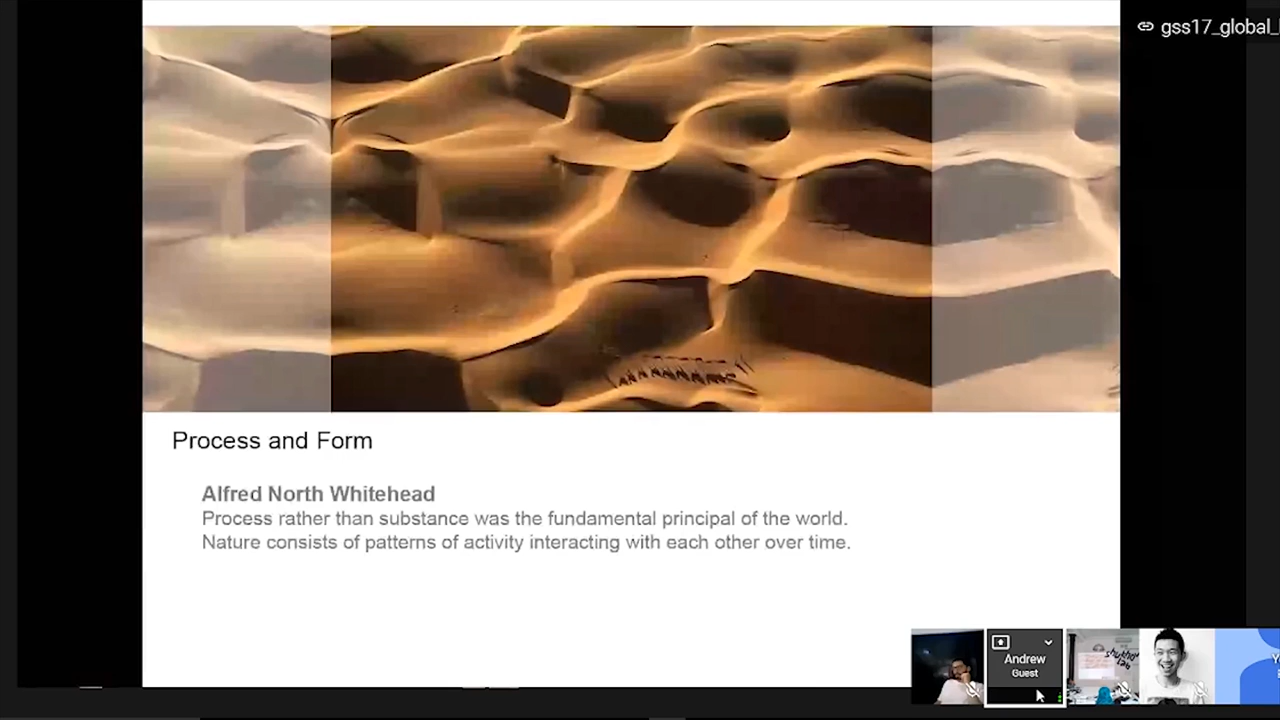 gss17_global_
Process and Form
Alfred North Whitehead
Process rather than substance was the fundamental principal of the world.
Nature consists of patterns of activity interacting with each other over time.
Andrew
Guest